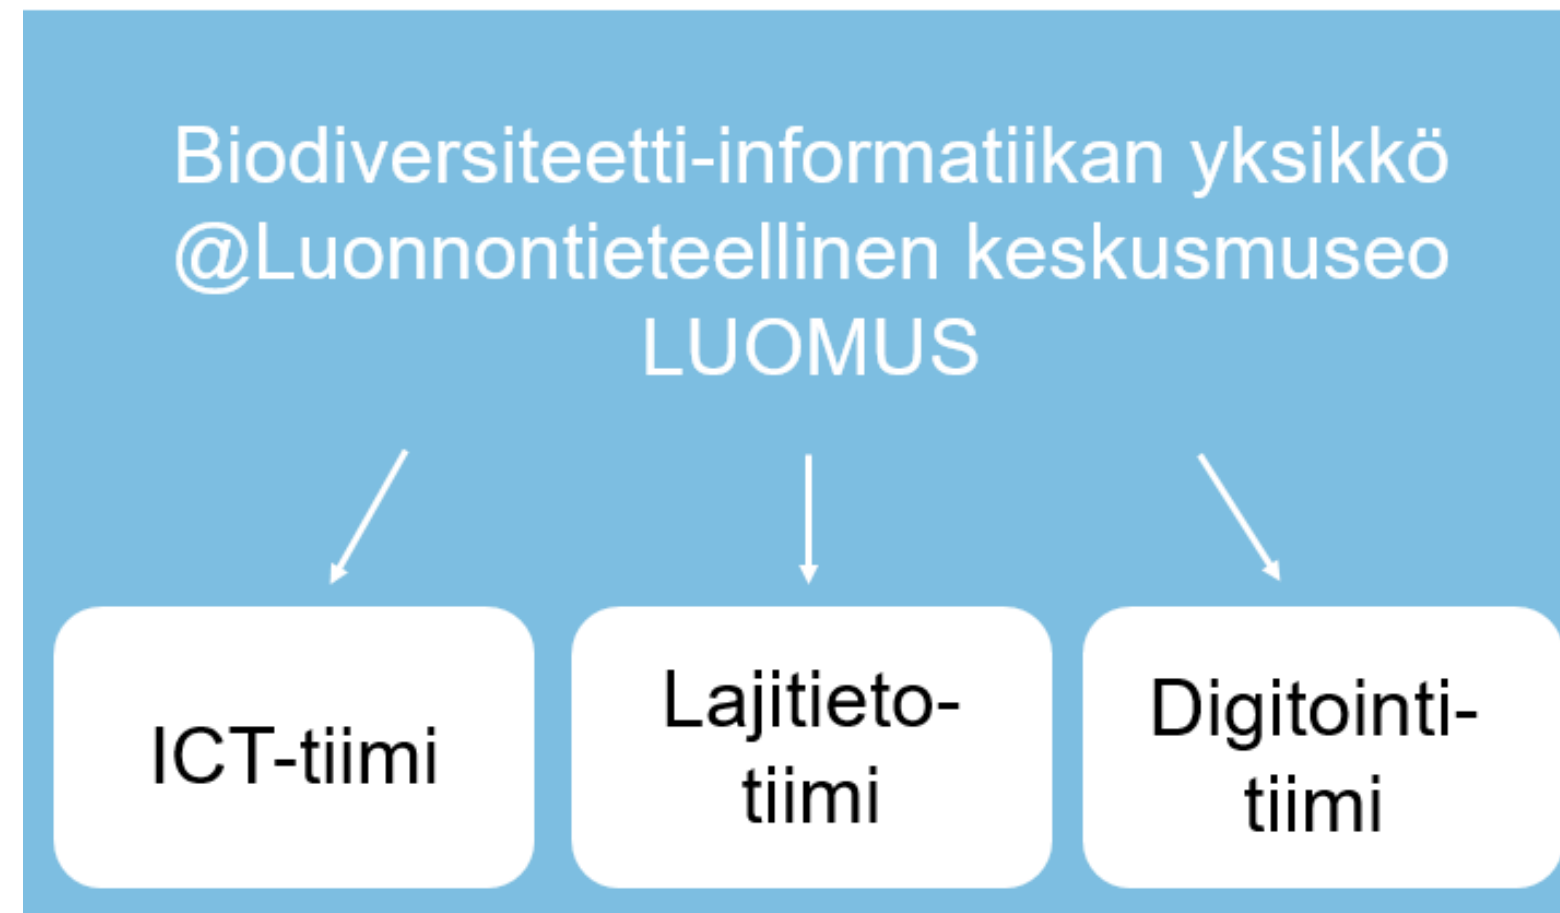 Biodiversiteetti-informatiikan yksikkö
@Luonnontieteellinen keskusmuseo
LUOMUS
ICT-tiimi
Lajitieto-
tiimi
Digitointi-
tiimi